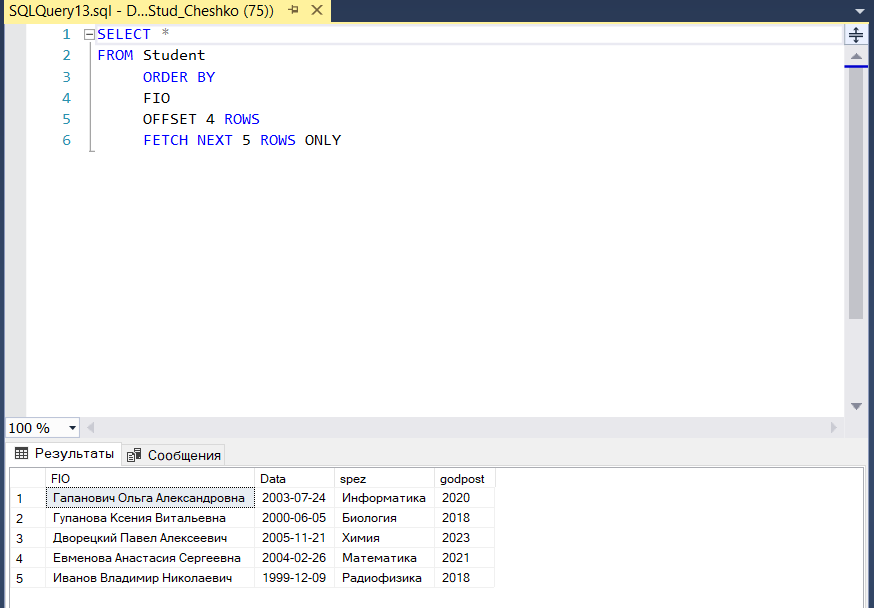 SQLQuery13.sql - D...Stud_Cheshko (75))
1 SELECT *
2 FROM Student
3 ORDER BY
4 FIO
5 OFFSET 4 ROWS
6 FETCH NEXT 5 ROWS ONLY
100 %
Результаты Сообщения
FIO Data spez godpost
1 Гапанович Ольга Александровна 2003-07-24 Информатика 2020
2 Гупанова Ксения Витальевна 2000-06-05 Биология 2018
3 Дворецкий Павел Алексеевич 2005-11-21 Химия 2023
4 Евменова Анастасия Сергеевна 2004-02-26 Математика 2021
5 Иванов Владимир Николаевич 1999-12-09 Радиофизика 2018